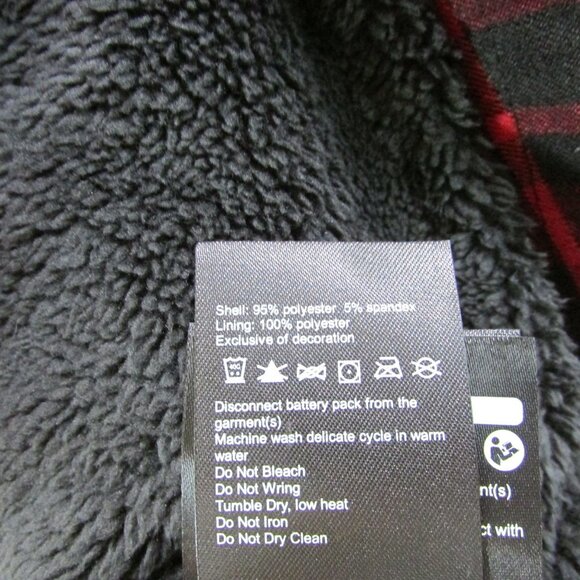 Shell: 95% polyester 5% spandex
Lining: 100% polyester
Exclusive of decoration
40C
Disconnect battery pack from the
garment(s)
Machine wash delicate cycle in warm
water
Do Not Bleach
Do Not Wring
Tumble Dry, low heat
Do Not Iron
Do Not Dry Clean
nt(s)
ct with